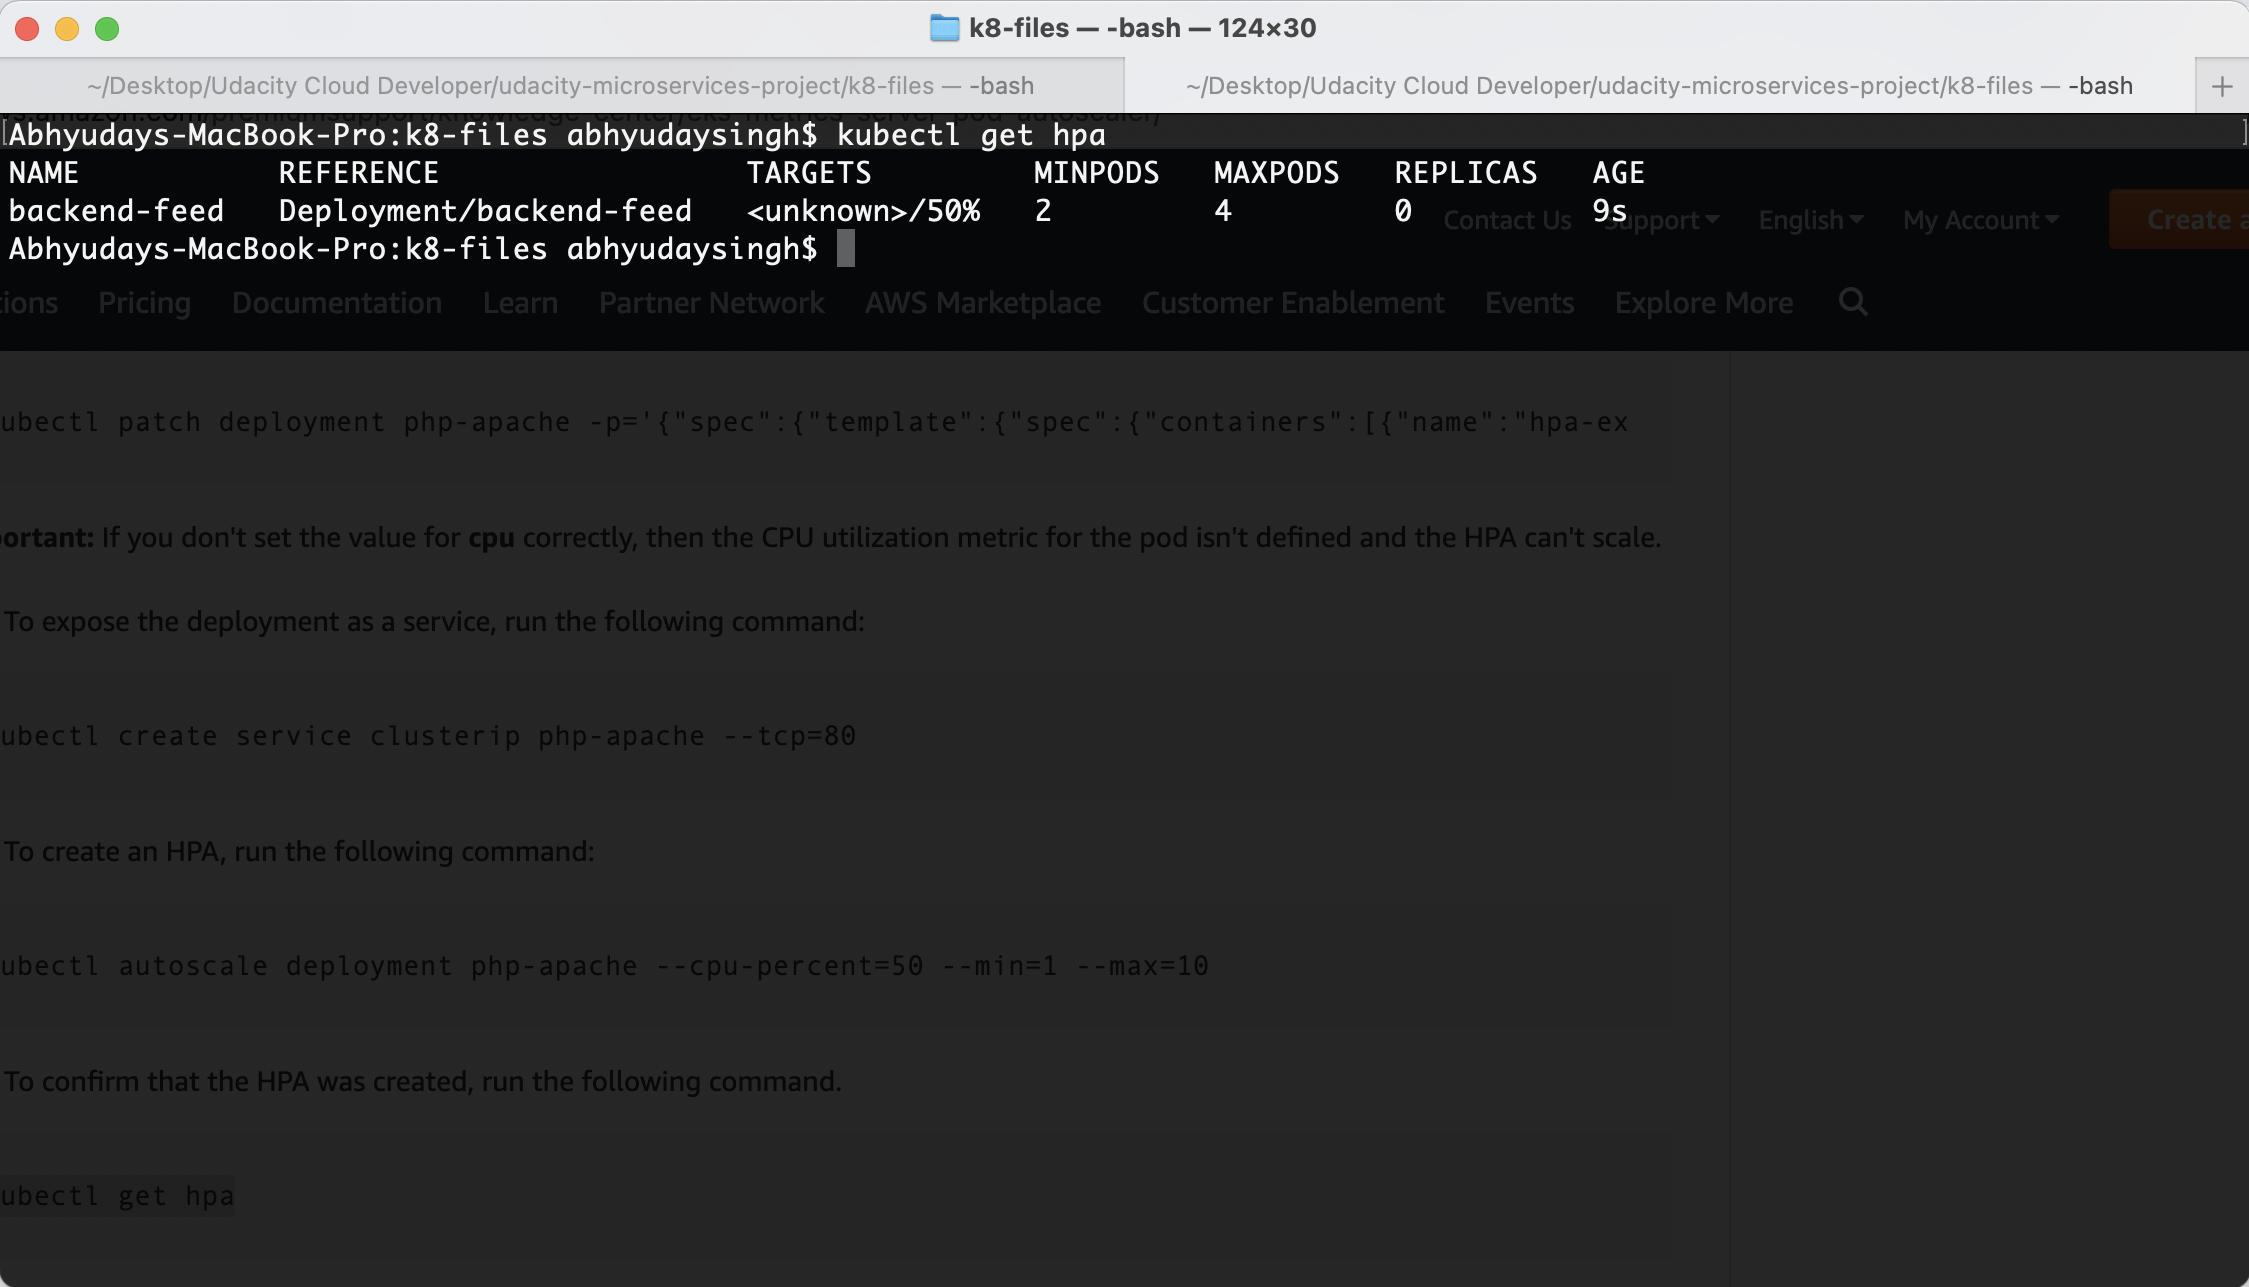 k8-files — -bash — 124×30
~/Desktop/Udacity Cloud Developer/udacity-microservices-project/k8-files — -bash
~/Desktop/Udacity Cloud Developer/udacity-microservices-project/k8-files — -bash
+
[Abhyudays-MacBook-Pro:k8-files abhyudaysingh$ kubectl get hpa ]
NAME REFERENCE TARGETS MINPODS MAXPODS REPLICAS AGE
backend-feed Deployment/backend-feed <unknown>/50% 2 4 0 9s
Contact Us Support English My Account Create a
Abhyudays-MacBook-Pro:k8-files abhyudaysingh$
tions Pricing Documentation Learn Partner Network AWS Marketplace Customer Enablement Events Explore More
ubectl patch deployment php-apache -p='{"spec":{"template":{"spec":{"containers":[{"name":"hpa-ex
portant: If you don't set the value for cpu correctly, then the CPU utilization metric for the pod isn't defined and the HPA can't scale.
To expose the deployment as a service, run the following command:
ubectl create service clusterip php-apache --tcp=80
To create an HPA, run the following command:
ubectl autoscale deployment php-apache --cpu-percent=50 --min=1 --max=10
To confirm that the HPA was created, run the following command.
ubectl get hpa